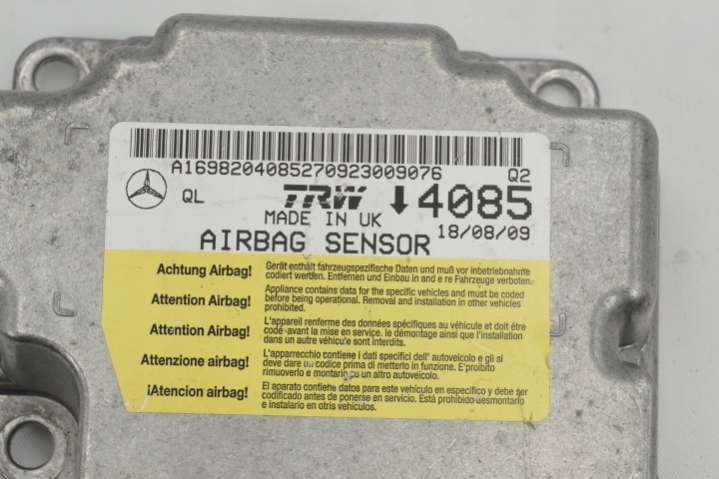 A1698204085270923009076 Q2
QL TRW 4085
MADE IN UK 18/08/09
AIRBAG SENSOR
Achtung Airbag! Gerät enthält fahrzeugspezifische Daten und muß vor inbetriebnahme
codiert werfen. Entfernen und Einbau in and e re Fahrzeuge verboten.
Attention Airbag! Appliance contains data for the specific vehicles and must be coded
before being operational. Removal and installation in other vehicles
prohibited.
Attention Airbag! L'appareil renferme des données spécifiques au véhicule et doit être
codé avant la mise en service. le démontage ainsi que l'installation
dans un autre véhicule sont interdits.
Attenzione airbag! L'apparrecchio contiene i dati specifici dell' autoveicolo e gli si
deve dare un codice prima di metterlo in funzione. E'proibito
rimuoverlo e montarlo su un altro autoveicolo.
¡Atencion airbag! El aparato contiene datos para este vehículo en específico y debe ser
codificado antes de ponerse en servicio. Está prohibido desmontarlo
e instalarlo en otris vehículos.